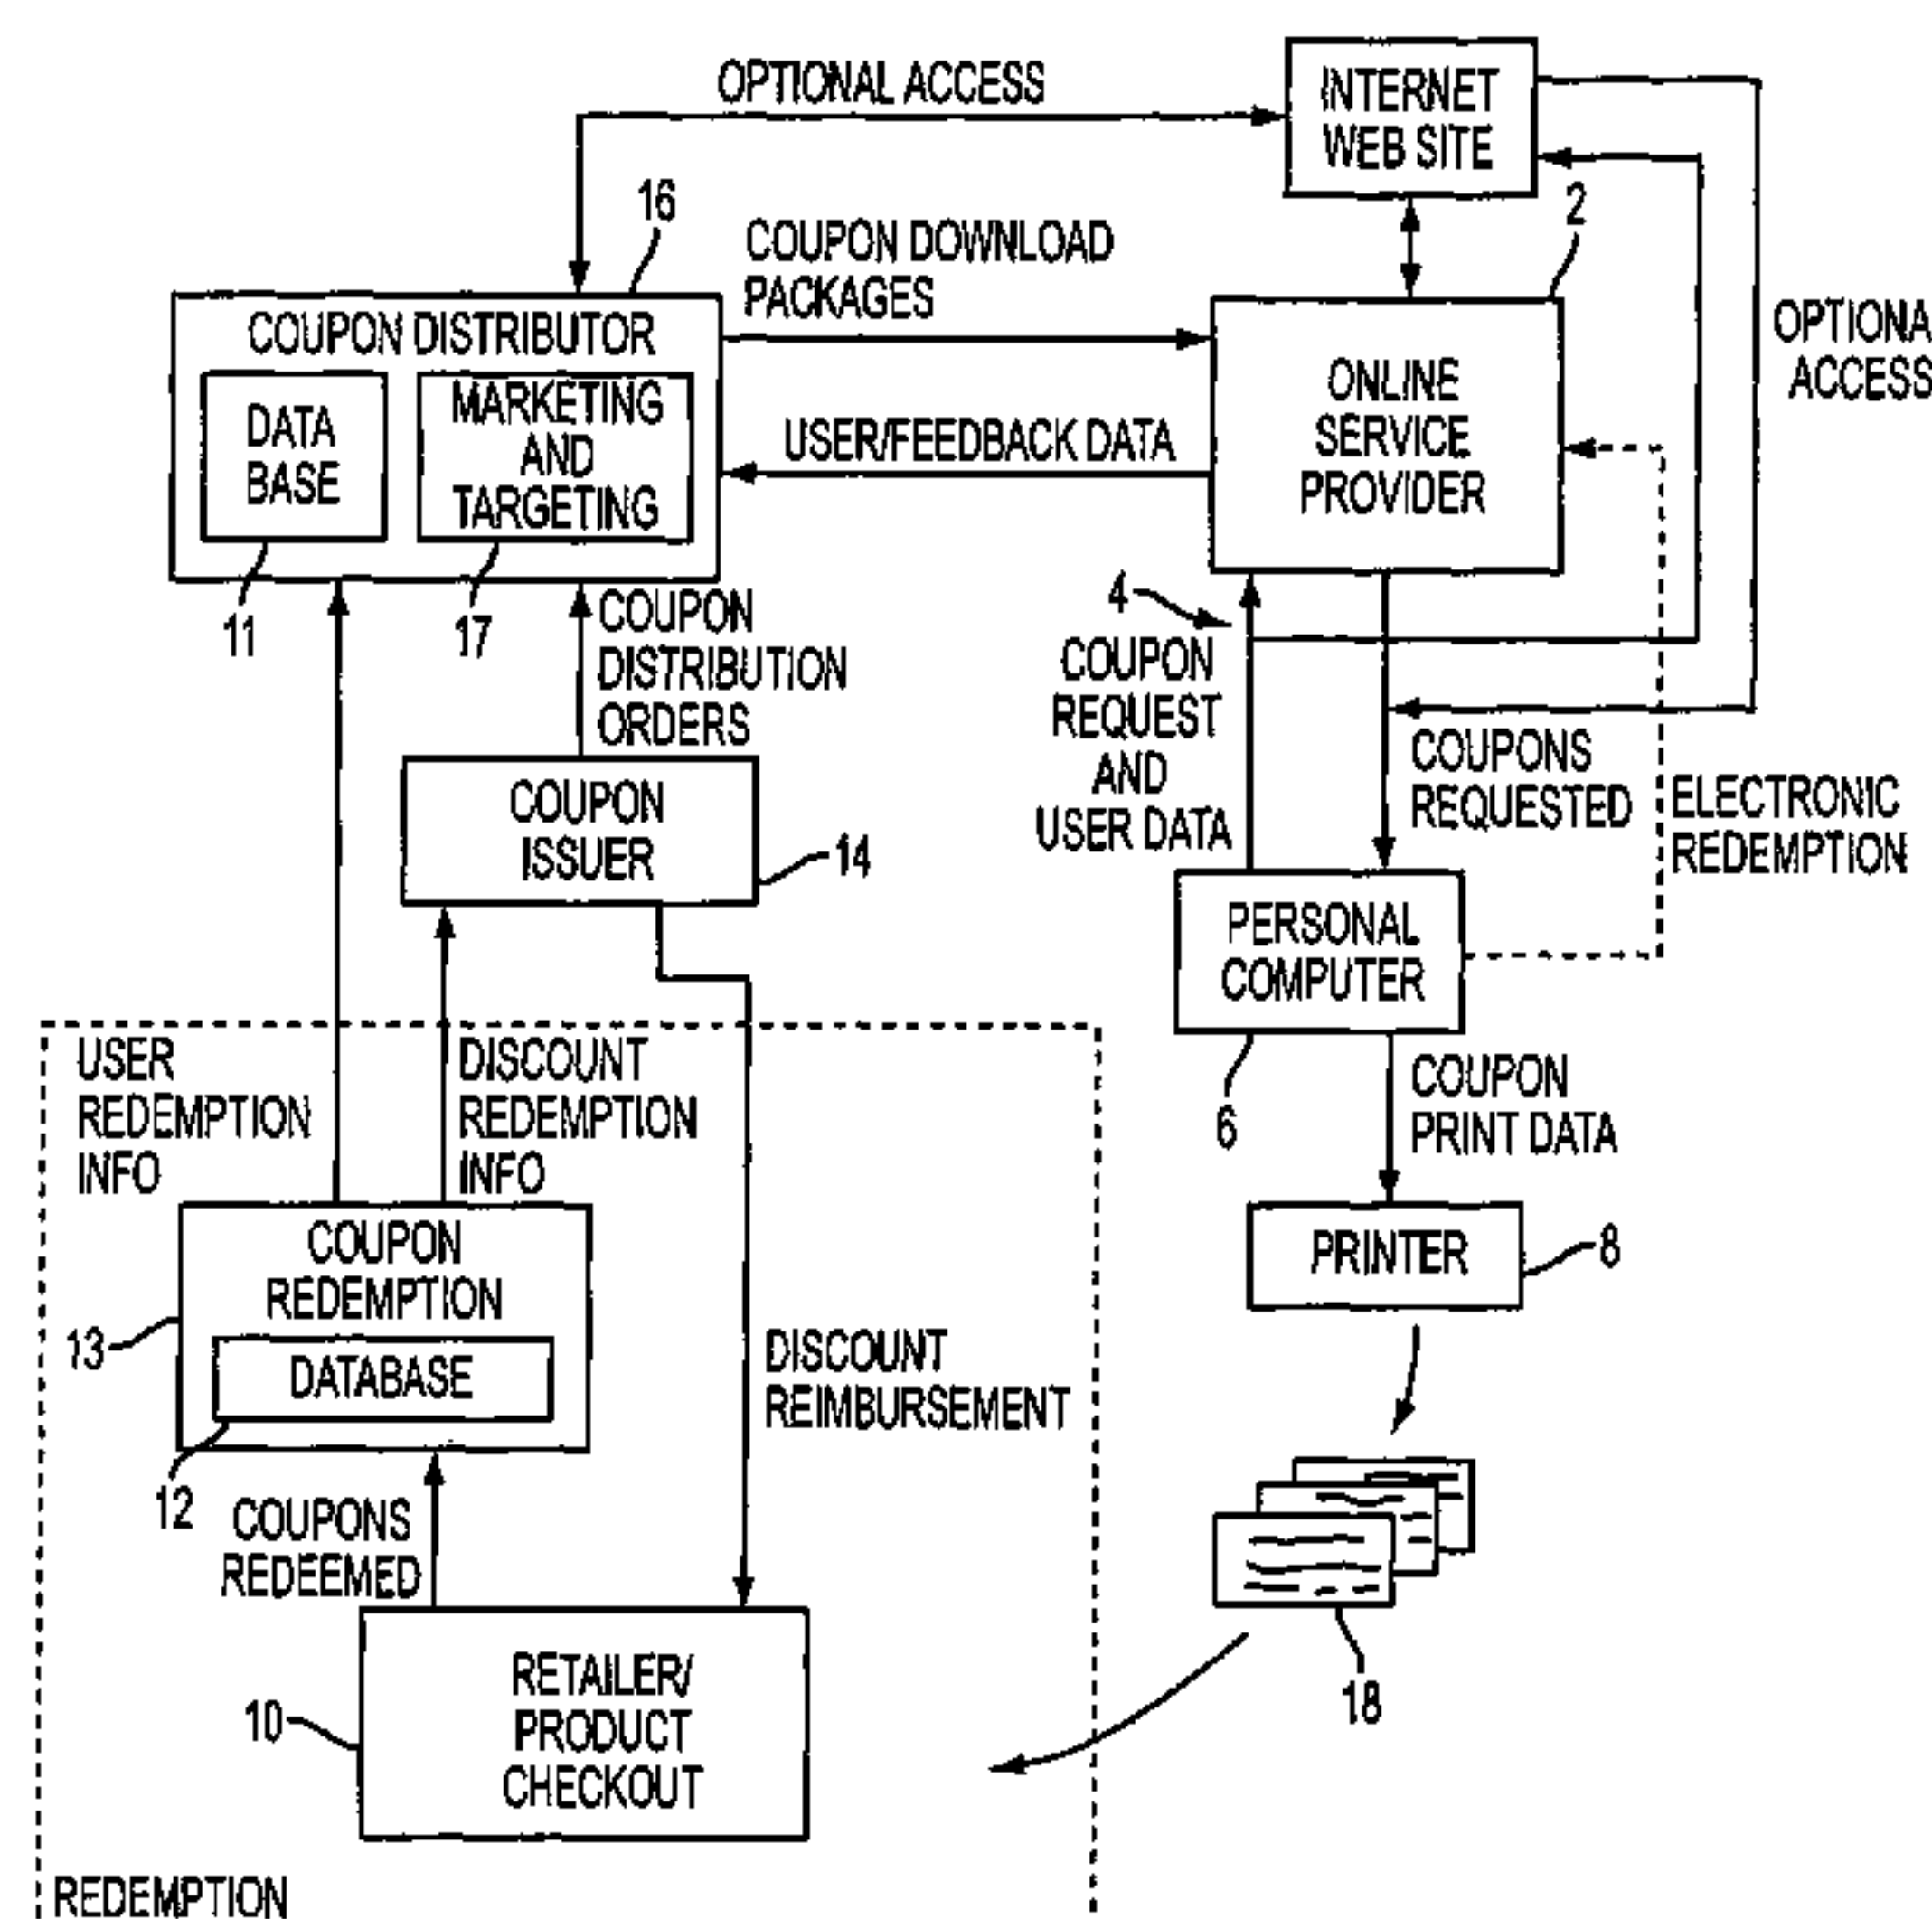 OPTIONAL ACCESS
INTERNET
WEB SITE
16
2
COUPON DOWNLOAD
PACKAGES
COUPON DISTRIBUTOR
DATA
BASE
MARKETING
AND
TARGETING
USER/FEEDBACK DATA
ONLINE
SERVICE
PROVIDER
OPTIONA
ACCESS
11
17
4
COUPON
DISTRIBUTION
ORDERS
COUPON
REQUEST
AND
USER DATA
COUPONS
REQUESTED
ELECTRONIC
REDEMPTION
COUPON
ISSUER
14
PERSONAL
COMPUTER
6
USER
REDEMPTION
INFO
DISCOUNT
REDEMPTION
INFO
COUPON
PRINT DATA
COUPON
REDEMPTION
DATABASE
13
12
PRINTER
8
DISCOUNT
REIMBURSEMENT
COUPONS
REDEEMED
RETAILER/
PRODUCT
CHECKOUT
10
18
REDEMPTION